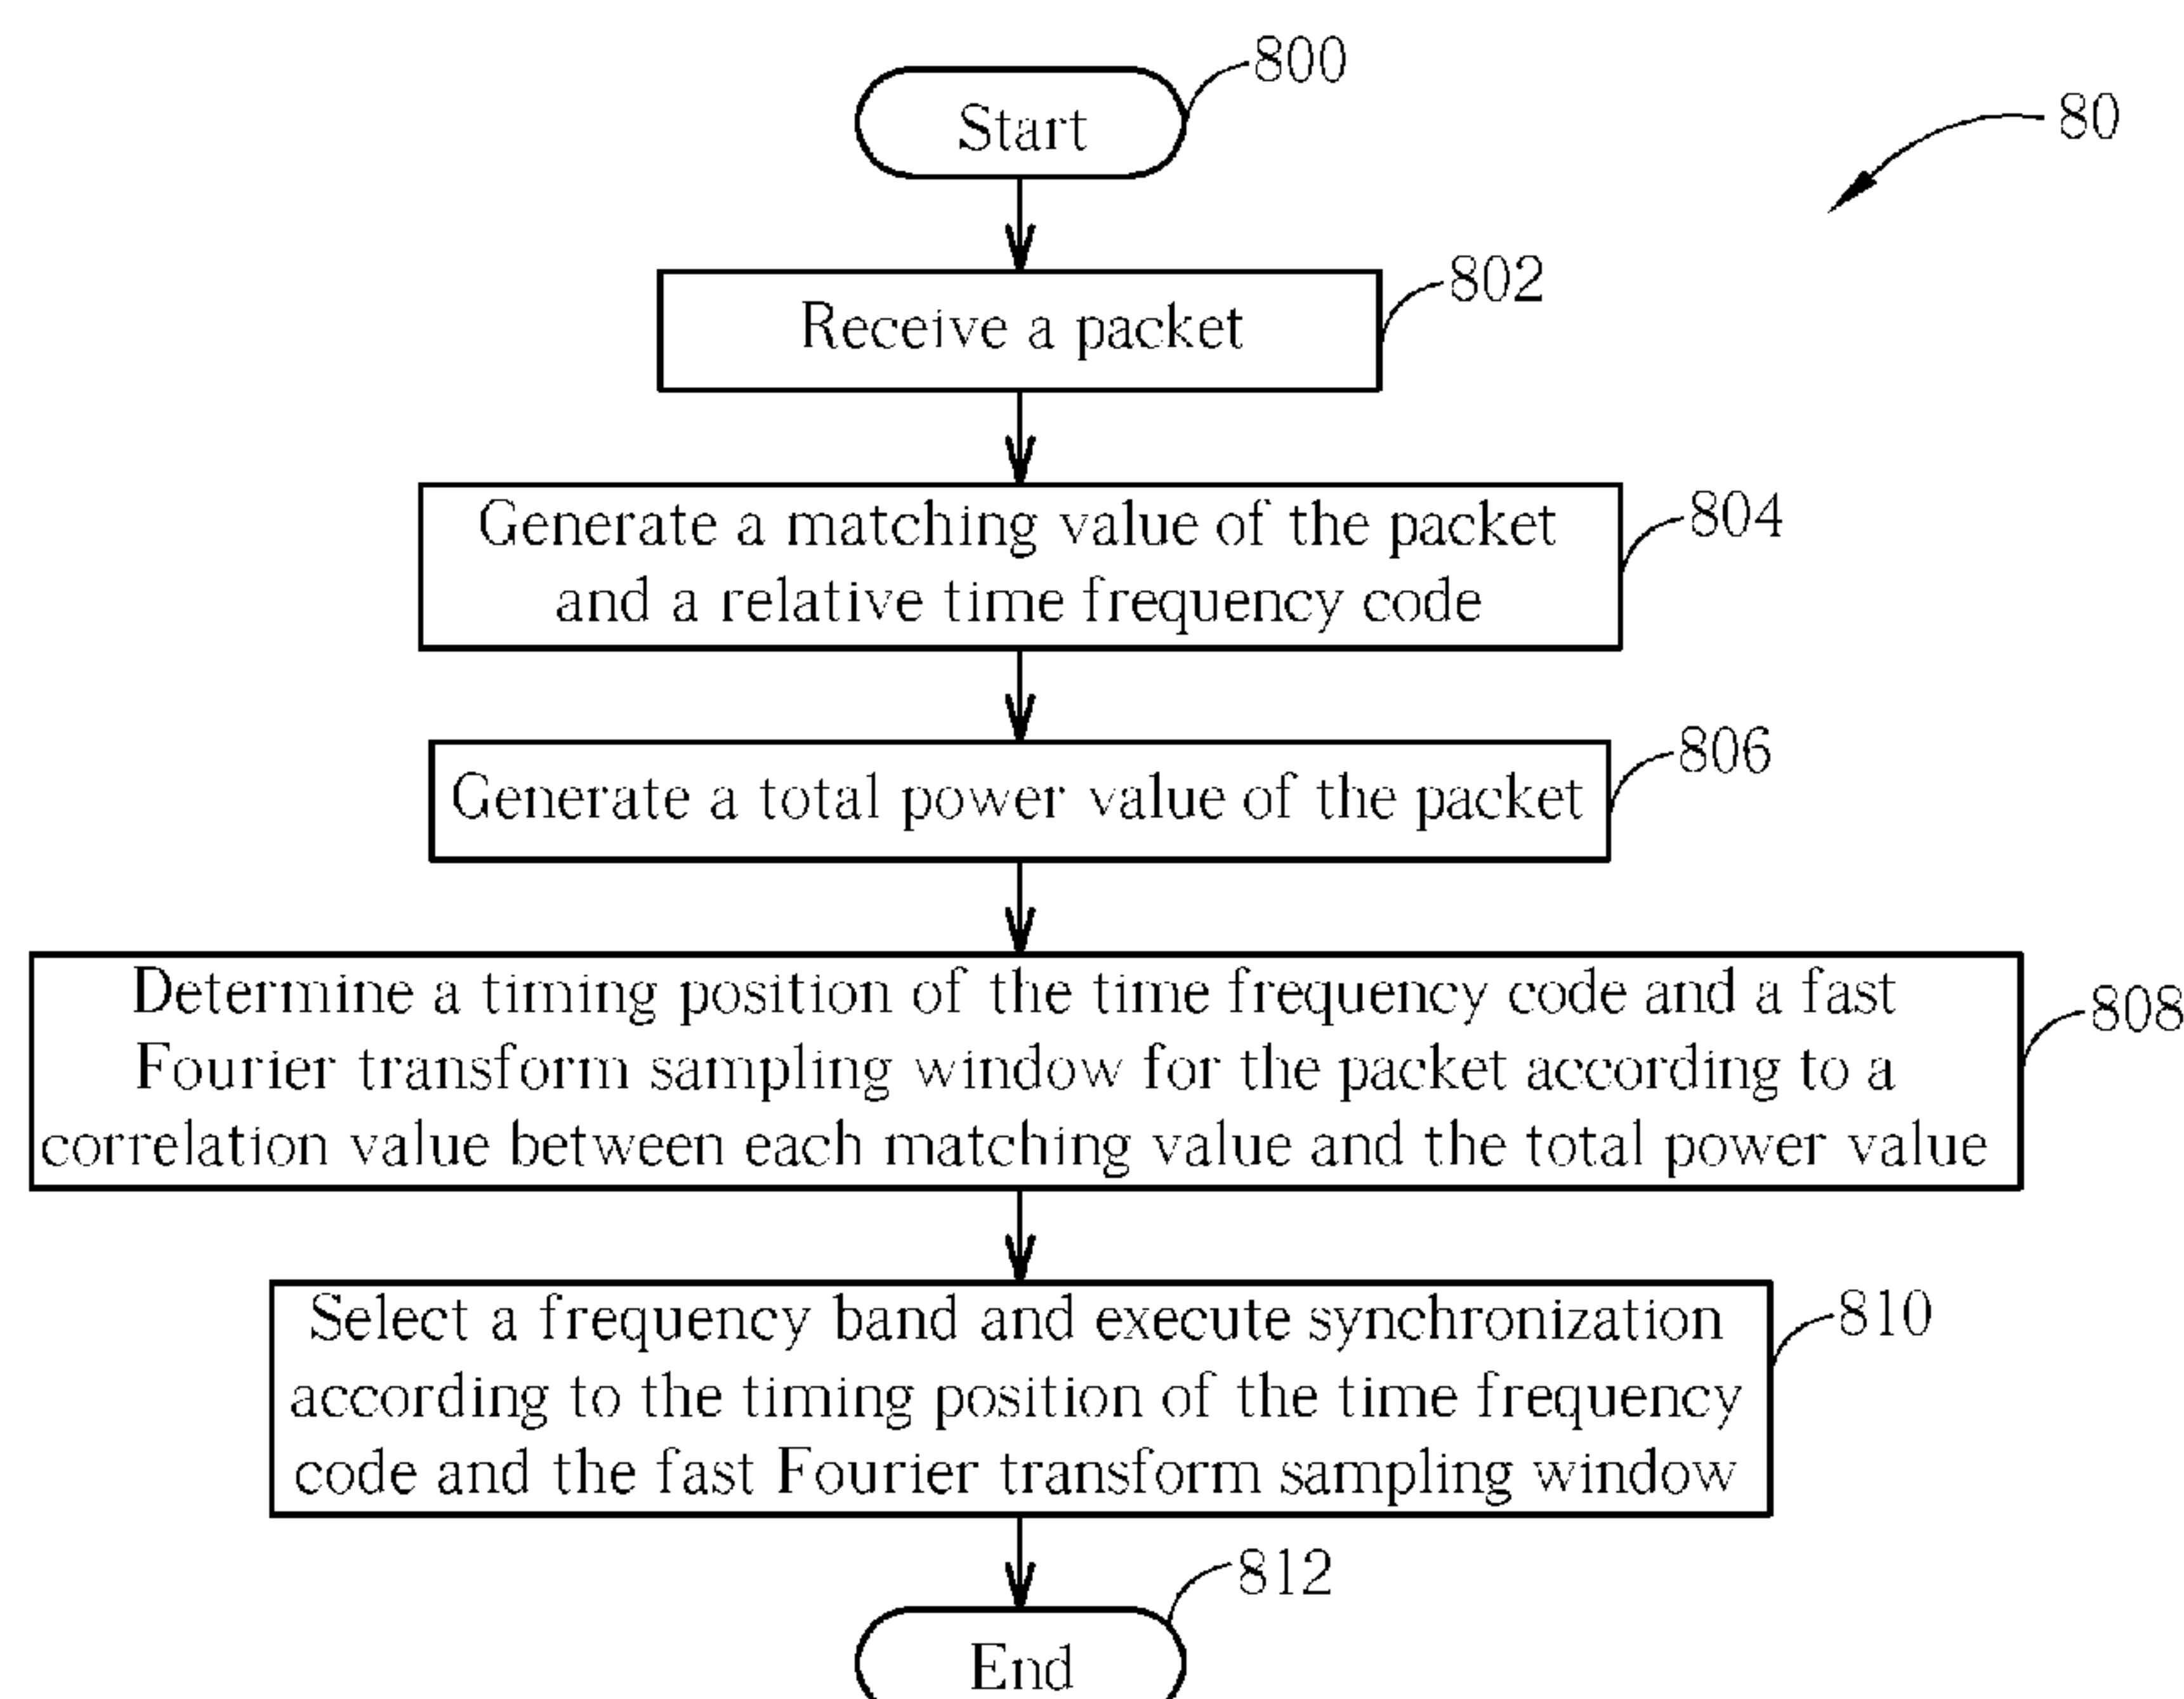 800
Start
80
802
Receive a packet
804
Generate a matching value of the packet
and a relative time frequency code
806
Generate a total power value of the packet
808
Determine a timing position of the time frequency code and a fast
Fourier transform sampling window for the packet according to a
correlation value between each matching value and the total power value
810
Select a frequency band and execute synchronization
according to the timing position of the time frequency
code and the fast Fourier transform sampling window
812
End